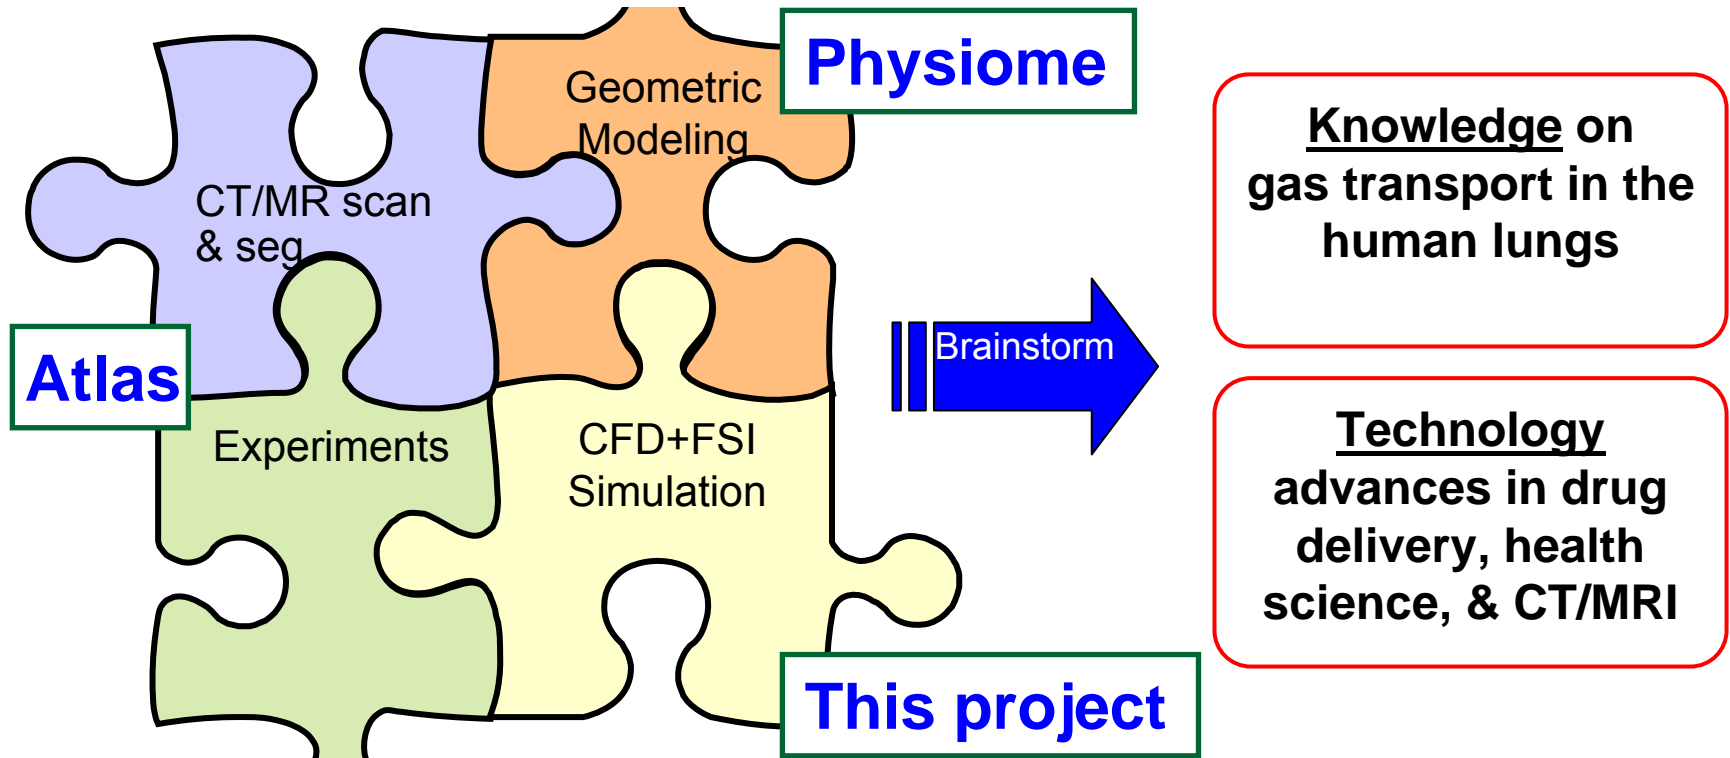 Physiome
Geometric
Modeling
CT/MR scan
& seg
Atlas
Experiments
CFD+FSI
Simulation
This project
Brainstorm
Knowledge on
gas transport in the
human lungs
Technology
advances in drug
delivery, health
science, & CT/MRI